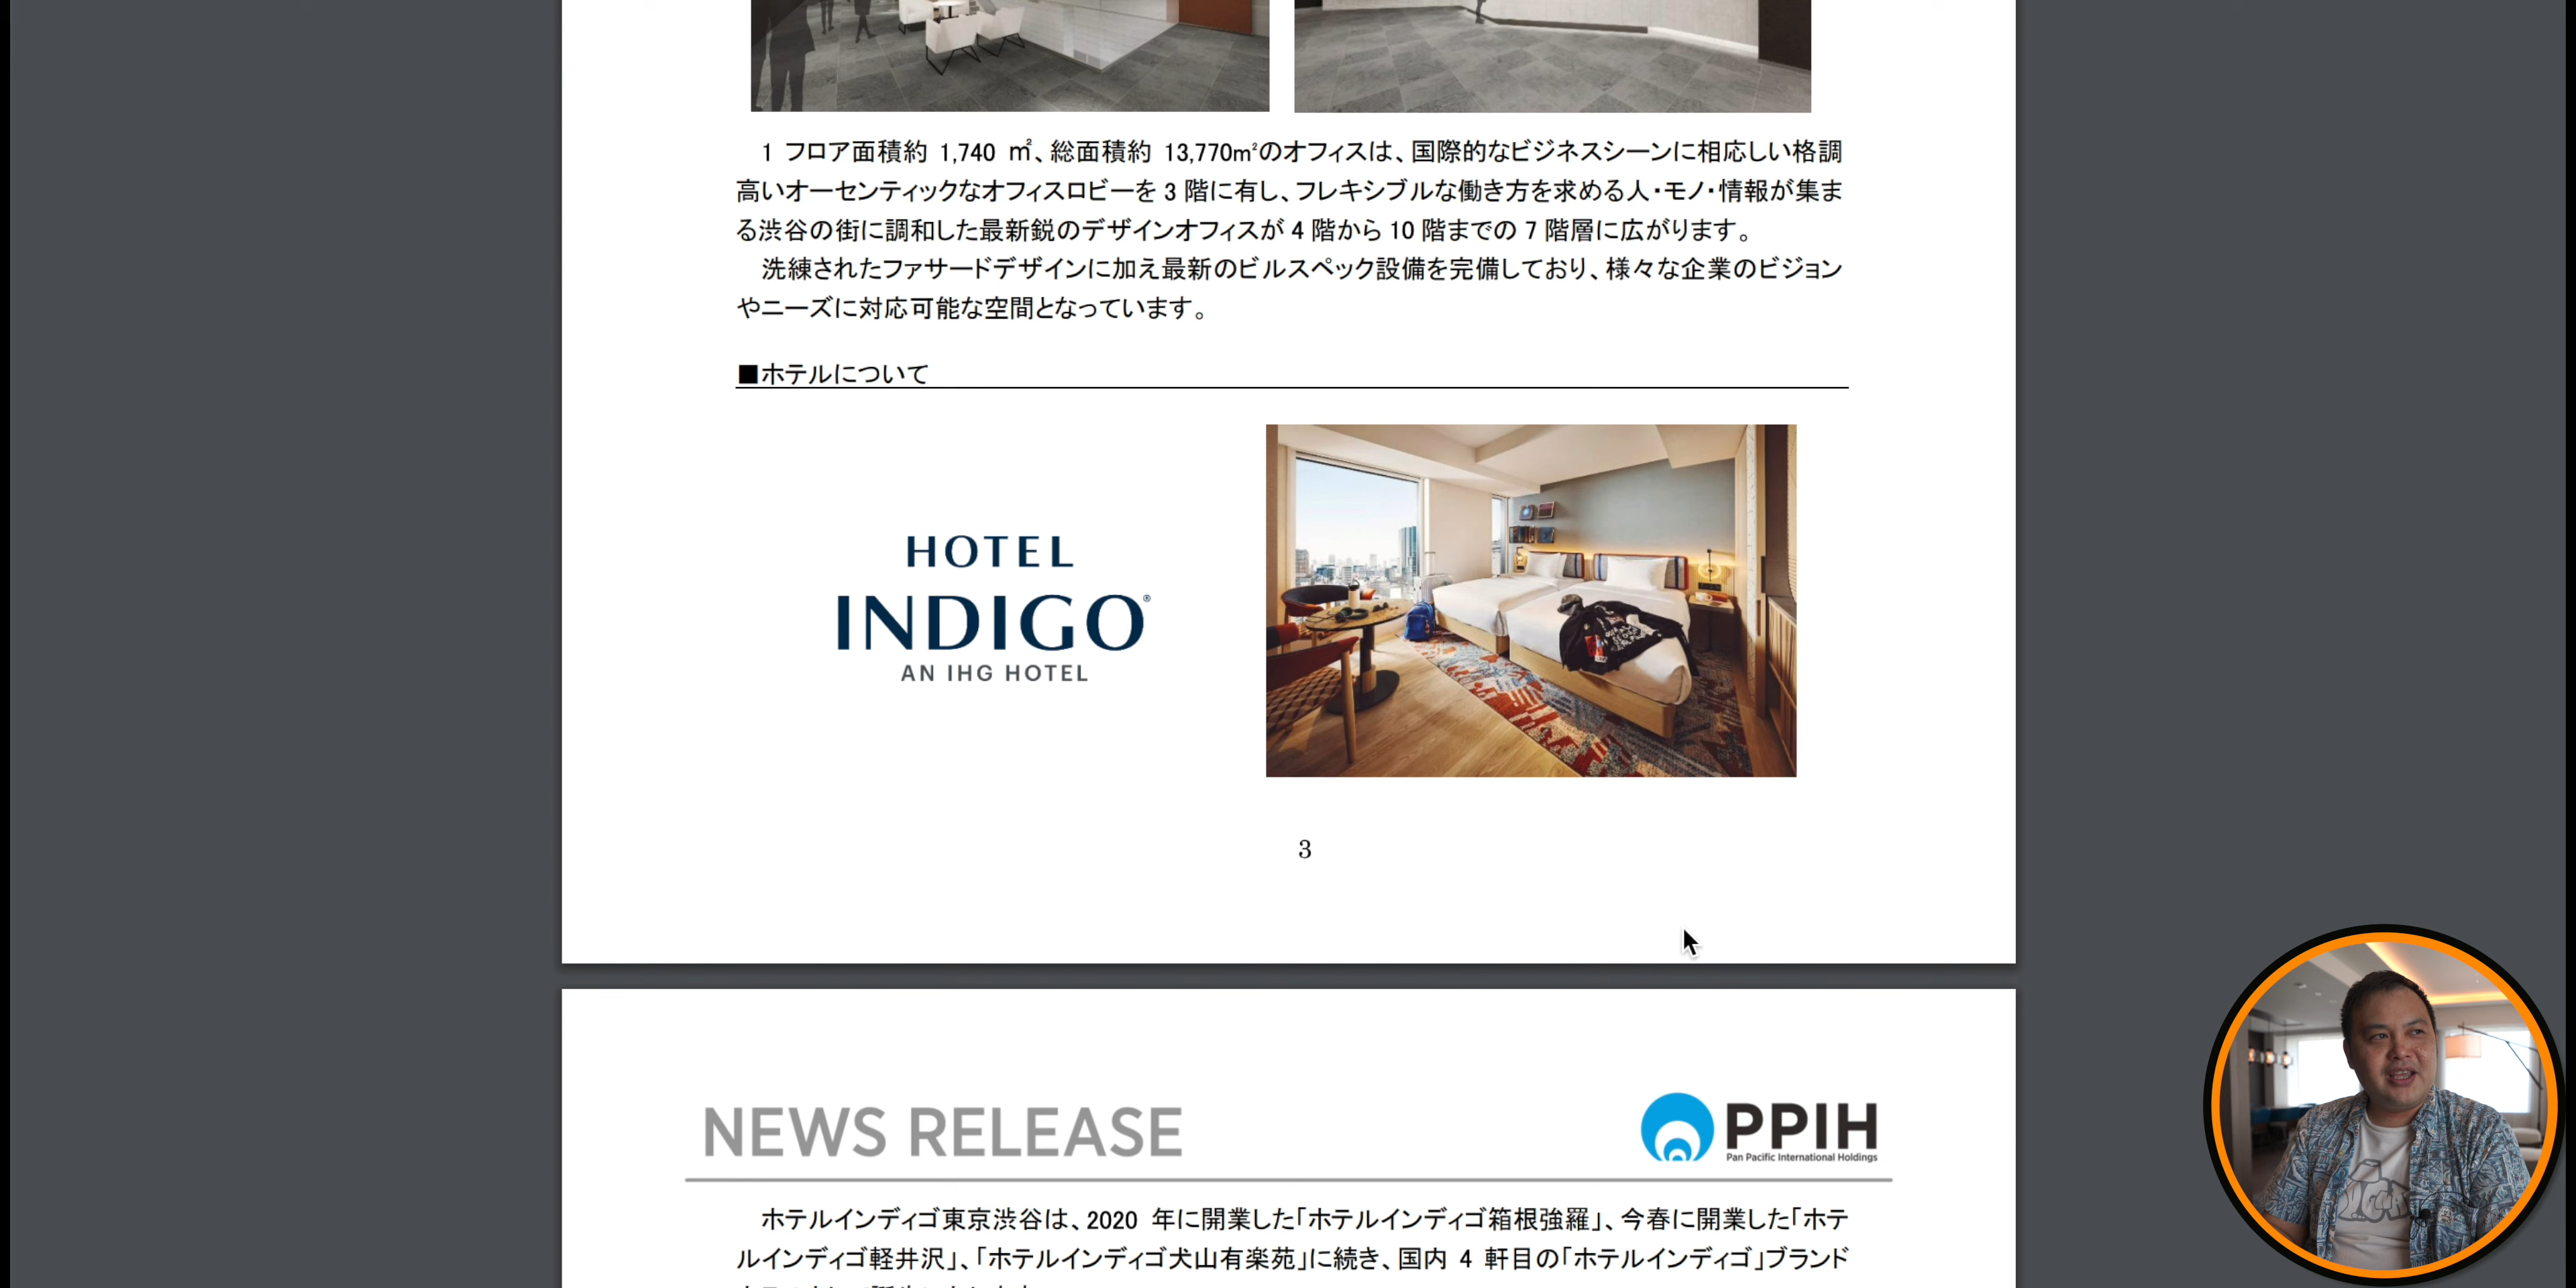 1 フロア面積約 1,740 ㎡、総面積約 13,770m²のオフィスは、国際的なビジネスシーンに相応しい格調
高いオーセンティックなオフィスロビーを 3 階に有し、フレキシブルな働き方を求める人・モノ・情報が集ま
る渋谷の街に調和した最新鋭のデザインオフィスが 4 階から 10 階までの 7 階層に広がります。
洗練されたファサードデザインに加え最新のビルスペック設備を完備しており、様々な企業のビジョン
やニーズに対応可能な空間となっています。
■ホテルについて
HOTEL
INDIGO®
AN IHG HOTEL
3
NEWS RELEASE
PPIH
Pan Pacific International Holdings
ホテルインディゴ東京渋谷は、2020 年に開業した「ホテルインディゴ箱根強羅」、今春に開業した「ホテ
ルインディゴ軽井沢」、「ホテルインディゴ犬山有楽苑」に続き、国内 4 軒目の「ホテルインディゴ」ブランド